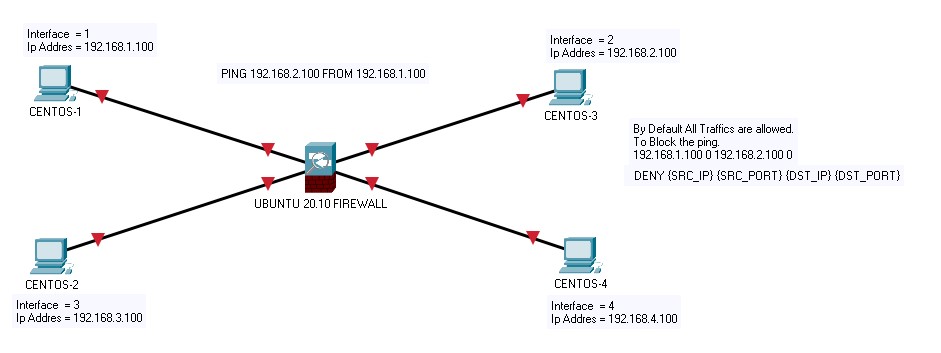 Interface  = 1
Ip Addres = 192.168.1.100
CENTOS-1
PING 192.168.2.100 FROM 192.168.1.100
Interface  = 2
Ip Addres = 192.168.2.100
CENTOS-3
By Default All Traffics are allowed.
To Block the ping.
192.168.1.100 0 192.168.2.100 0
DENY {SRC_IP} {SRC_PORT} {DST_IP} {DST_PORT}
UBUNTU 20.10 FIREWALL
CENTOS-2
Interface  = 3
Ip Addres = 192.168.3.100
CENTOS-4
Interface  = 4
Ip Addres = 192.168.4.100